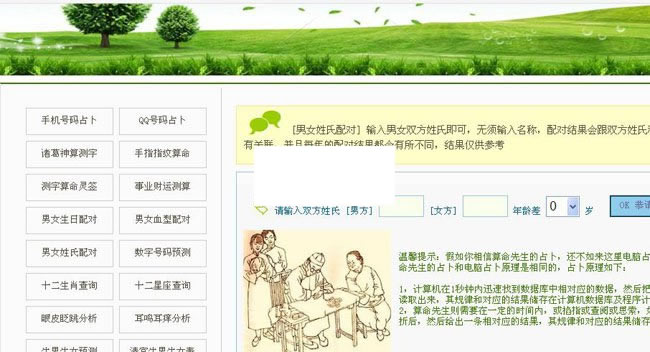 手机号码占卜 QQ号码占卜
诸葛神算测字 手指指纹算命
测字算命灵签 事业财运测算
男女生日配对 男女血型配对
男女姓氏配对 数字号码预测
十二生肖查询 十二星座查询
眼皮眨跳分析 耳鸣耳痒分析
[男女姓氏配对] 输入男女双方姓氏即可，无须输入名称，配对结果会跟双方姓氏
有关联，并且每年的配对结果都会有所不同，结果仅供参考
请输入双方姓氏 [男方] [女方] 年龄差 0 岁 OK 恭请
温馨提示：假如你相信算命先生的占卜，还不如来这里电脑占
命先生的占卜和电脑占卜原理是相同的，占卜原理如下：
1，计算机在1秒钟内迅速找到数据库中相对应的数据，然后把
读取出来，其规律和对应的结果储存在计算机数据库及程序计
2，算命先生则需要在一定的时间内，或掐指或查阅或思索，
析后，然后给出一条相对应的结果，其规律和对应的结果储存